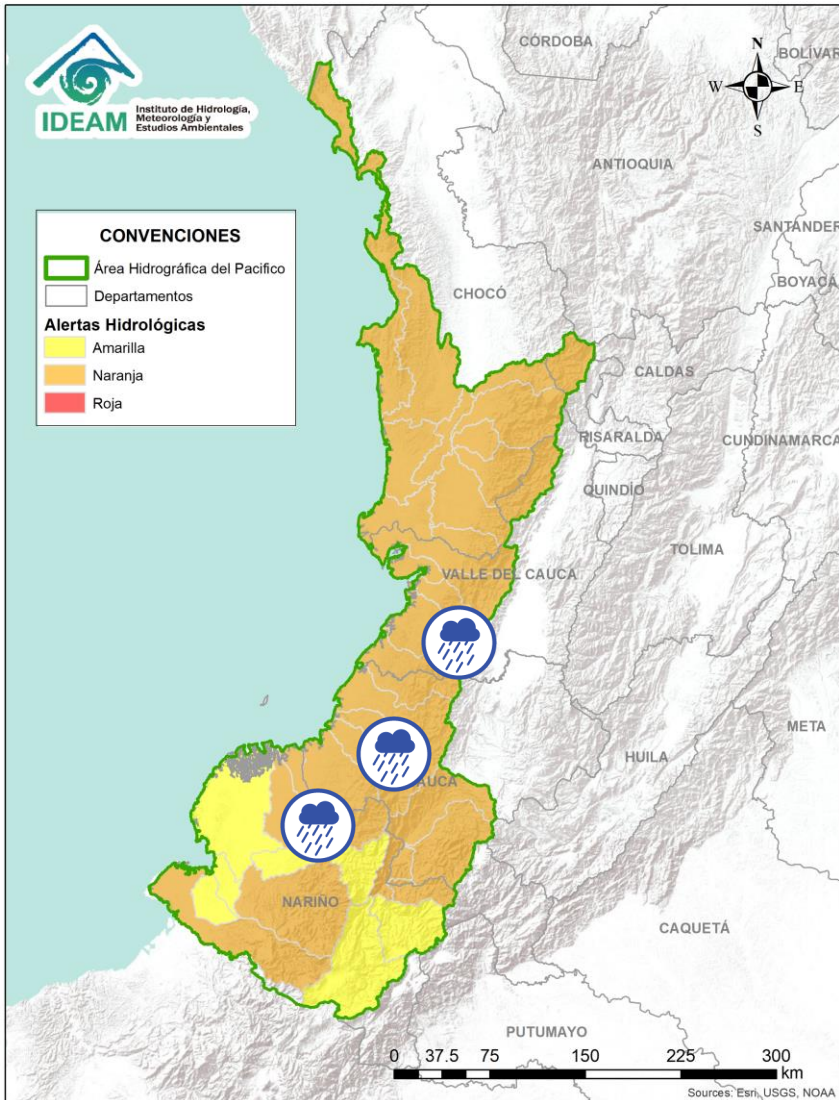 CÓRDOBA
BOLÍVAR
IDEAM
Instituto de Hidrología,
Meteorología y
Estudios Ambientales
N
W
E
S
ANTIOQUIA
SANTANDER
BOYACÁ
CONVENCIONES
Área Hidrográfica del Pacifico
Departamentos
Alertas Hidrológicas
Amarilla
Naranja
Roja
CHOCÓ
CALDAS
RISARALDA
CUNDINAMARCA
QUINDÍO
TOLIMA
VALLE DEL CAUCA
META
HUILA
AUCA
NARIÑO
CAQUETÁ
PUTUMAYO
0 37.5 75 150 225 300
km
Sources: Esri, USGS, NOAA